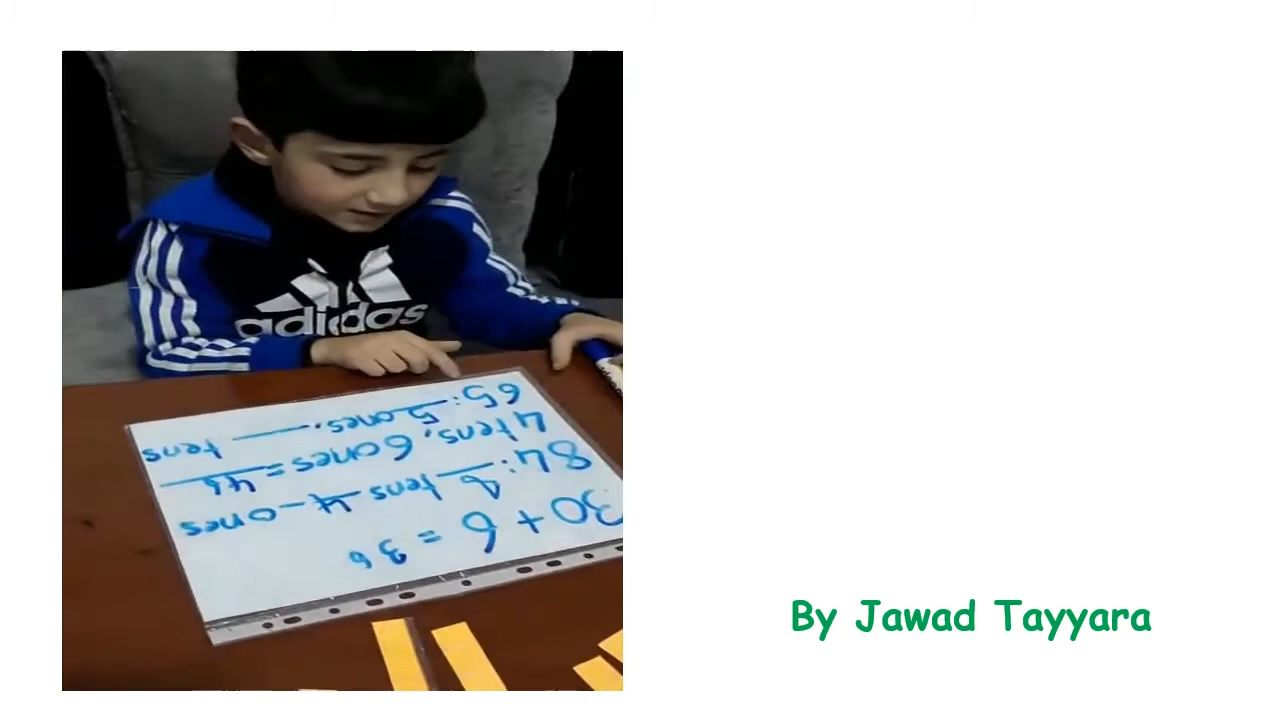 adidas
30 + 6 = 36
84: 8 tens 4 ones
4 tens, 6 ones = 46
65: 5 ones, ____ tens
By Jawad Tayyara